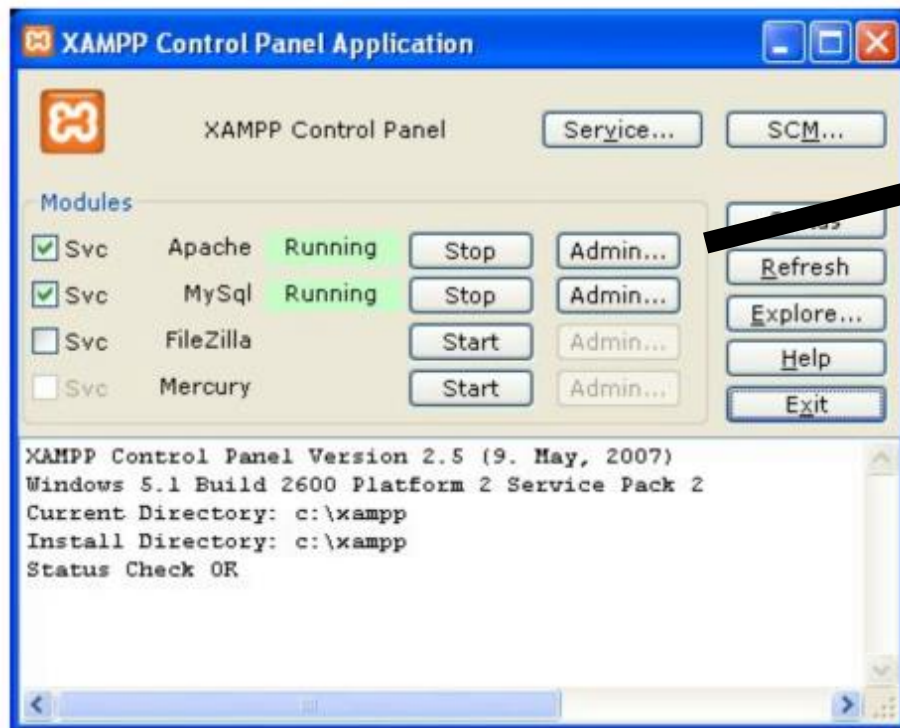 XAMPP Control Panel Application
XAMPP Control Panel Service... SCM...
Modules
Svc Apache Running Stop Admin...
Svc MySql Running Stop Admin...
Svc FileZilla Start Admin...
Svc Mercury Start Admin...
Refresh
Explore...
Help
Exit
XAMPP Control Panel Version 2.5 (9. May, 2007)
Windows 5.1 Build 2600 Platform 2 Service Pack 2
Current Directory: c:\xampp
Install Directory: c:\xampp
Status Check OK